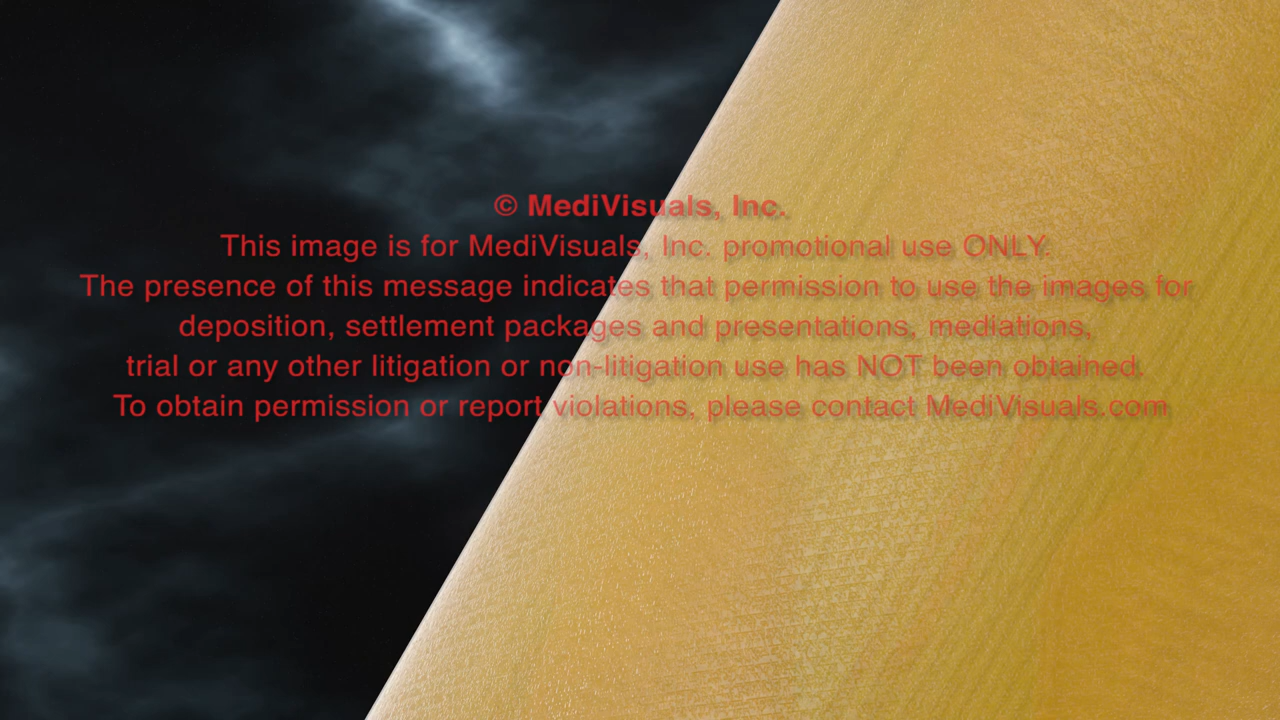 © MediVisuals, Inc.
This image is for MediVisuals, Inc. promotional use ONLY.
The presence of this message indicates that permission to use the images for
deposition, settlement packages and presentations, mediations,
trial or any other litigation or non-litigation use has NOT been obtained.
To obtain permission or report violations, please contact MediVisuals.com